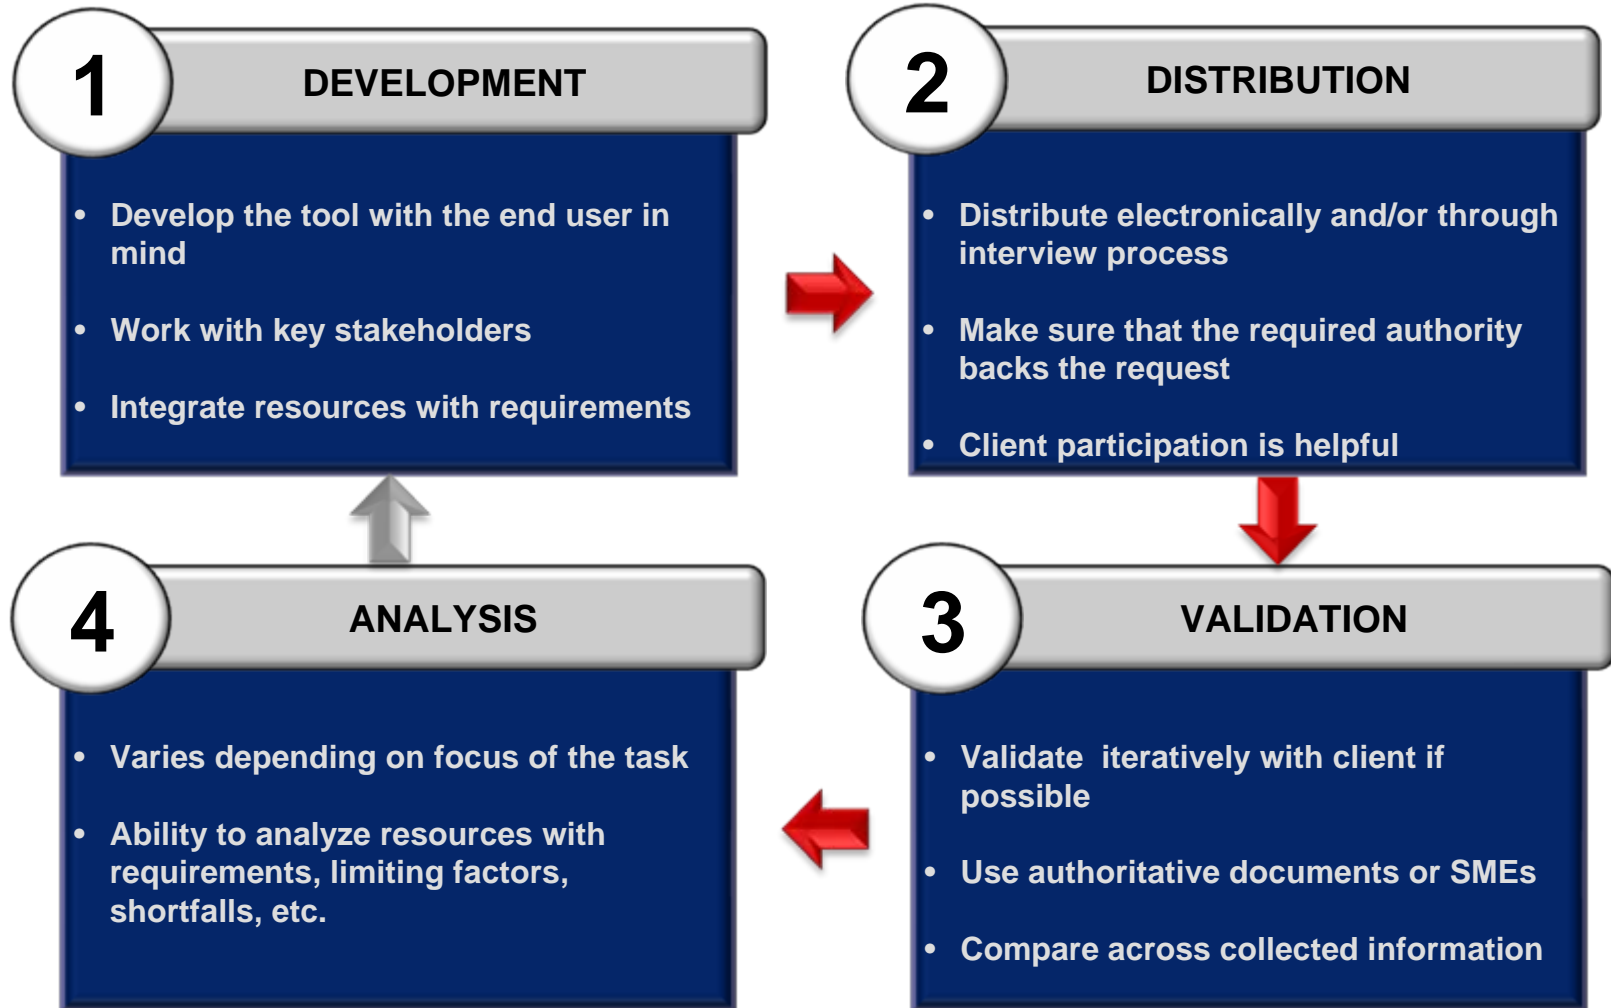 1
DEVELOPMENT
• Develop the tool with the end user in
mind
• Work with key stakeholders
• Integrate resources with requirements
2
DISTRIBUTION
• Distribute electronically and/or through
interview process
• Make sure that the required authority
backs the request
• Client participation is helpful
3
VALIDATION
• Validate  iteratively with client if
possible
• Use authoritative documents or SMEs
• Compare across collected information
4
ANALYSIS
• Varies depending on focus of the task
• Ability to analyze resources with
requirements, limiting factors,
shortfalls, etc.